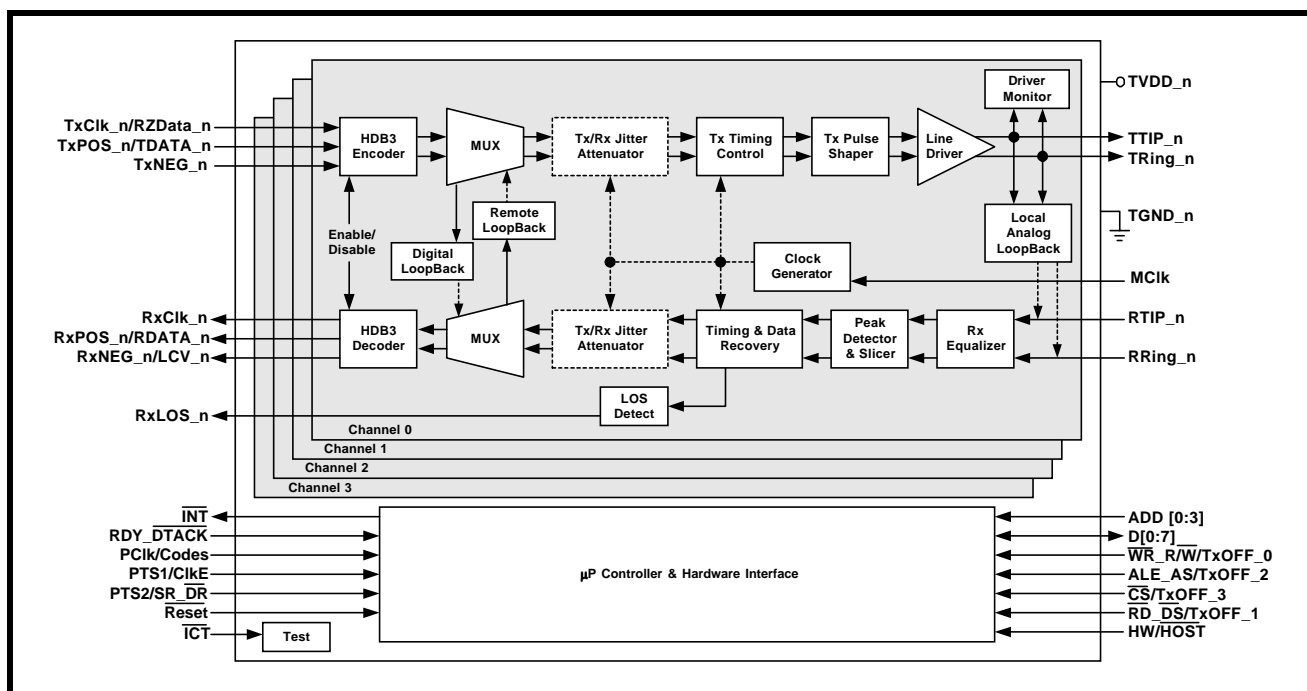 TxClk_n/RZData_n
TxPOS_n/TDATA_n
TxNEG_n
HDB3
Encoder
MUX
Tx/Rx Jitter
Attenuator
Tx Timing
Control
Tx Pulse
Shaper
Line
Driver
Driver
Monitor
TVDD_n
TTIP_n
TRing_n
TGND_n
Enable/
Disable
Digital
LoopBack
Remote
LoopBack
Clock
Generator
Local
Analog
LoopBack
MClk
RxClk_n
RxPOS_n/RDATA_n
RxNEG_n/LCV_n
HDB3
Decoder
MUX
Tx/Rx Jitter
Attenuator
Timing & Data
Recovery
Peak
Detector
& Slicer
Rx
Equalizer
RTIP_n
RRing_n
RxLOS_n
LOS
Detect
Channel 0
Channel 1
Channel 2
Channel 3
INT
RDY_DTACK
PClk/Codes
PTS1/ClkE
PTS2/SR_DR
Reset
ICT
Test
µP Controller & Hardware Interface
ADD [0:3]
D[0:7]
WR_R/W/TxOFF_0
ALE_AS/TxOFF_2
CS/TxOFF_3
RD_DS/TxOFF_1
HW/HOST